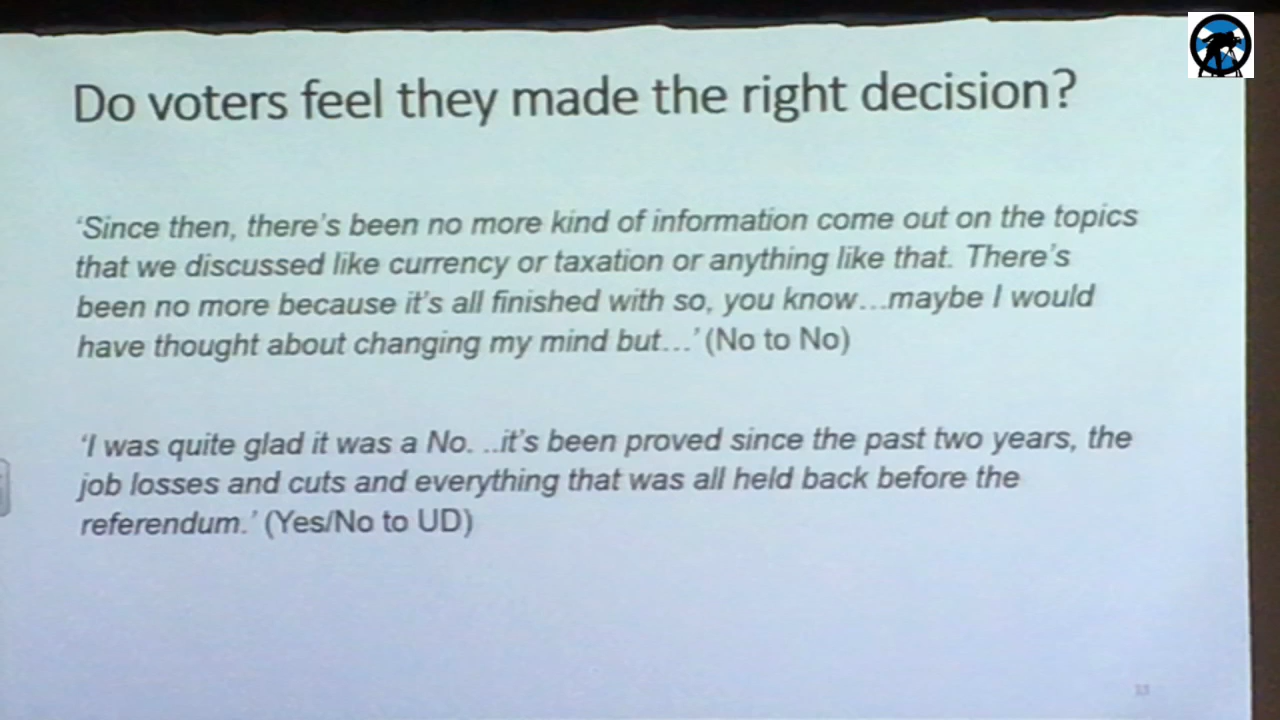 Do voters feel they made the right decision?
‘Since then, there’s been no more kind of information come out on the topics
that we discussed like currency or taxation or anything like that. There’s
been no more because it’s all finished with so, you know…maybe I would
have thought about changing my mind but…’ (No to No)
‘I was quite glad it was a No. ..it’s been proved since the past two years, the
job losses and cuts and everything that was all held back before the
referendum.’ (Yes/No to UD)
13